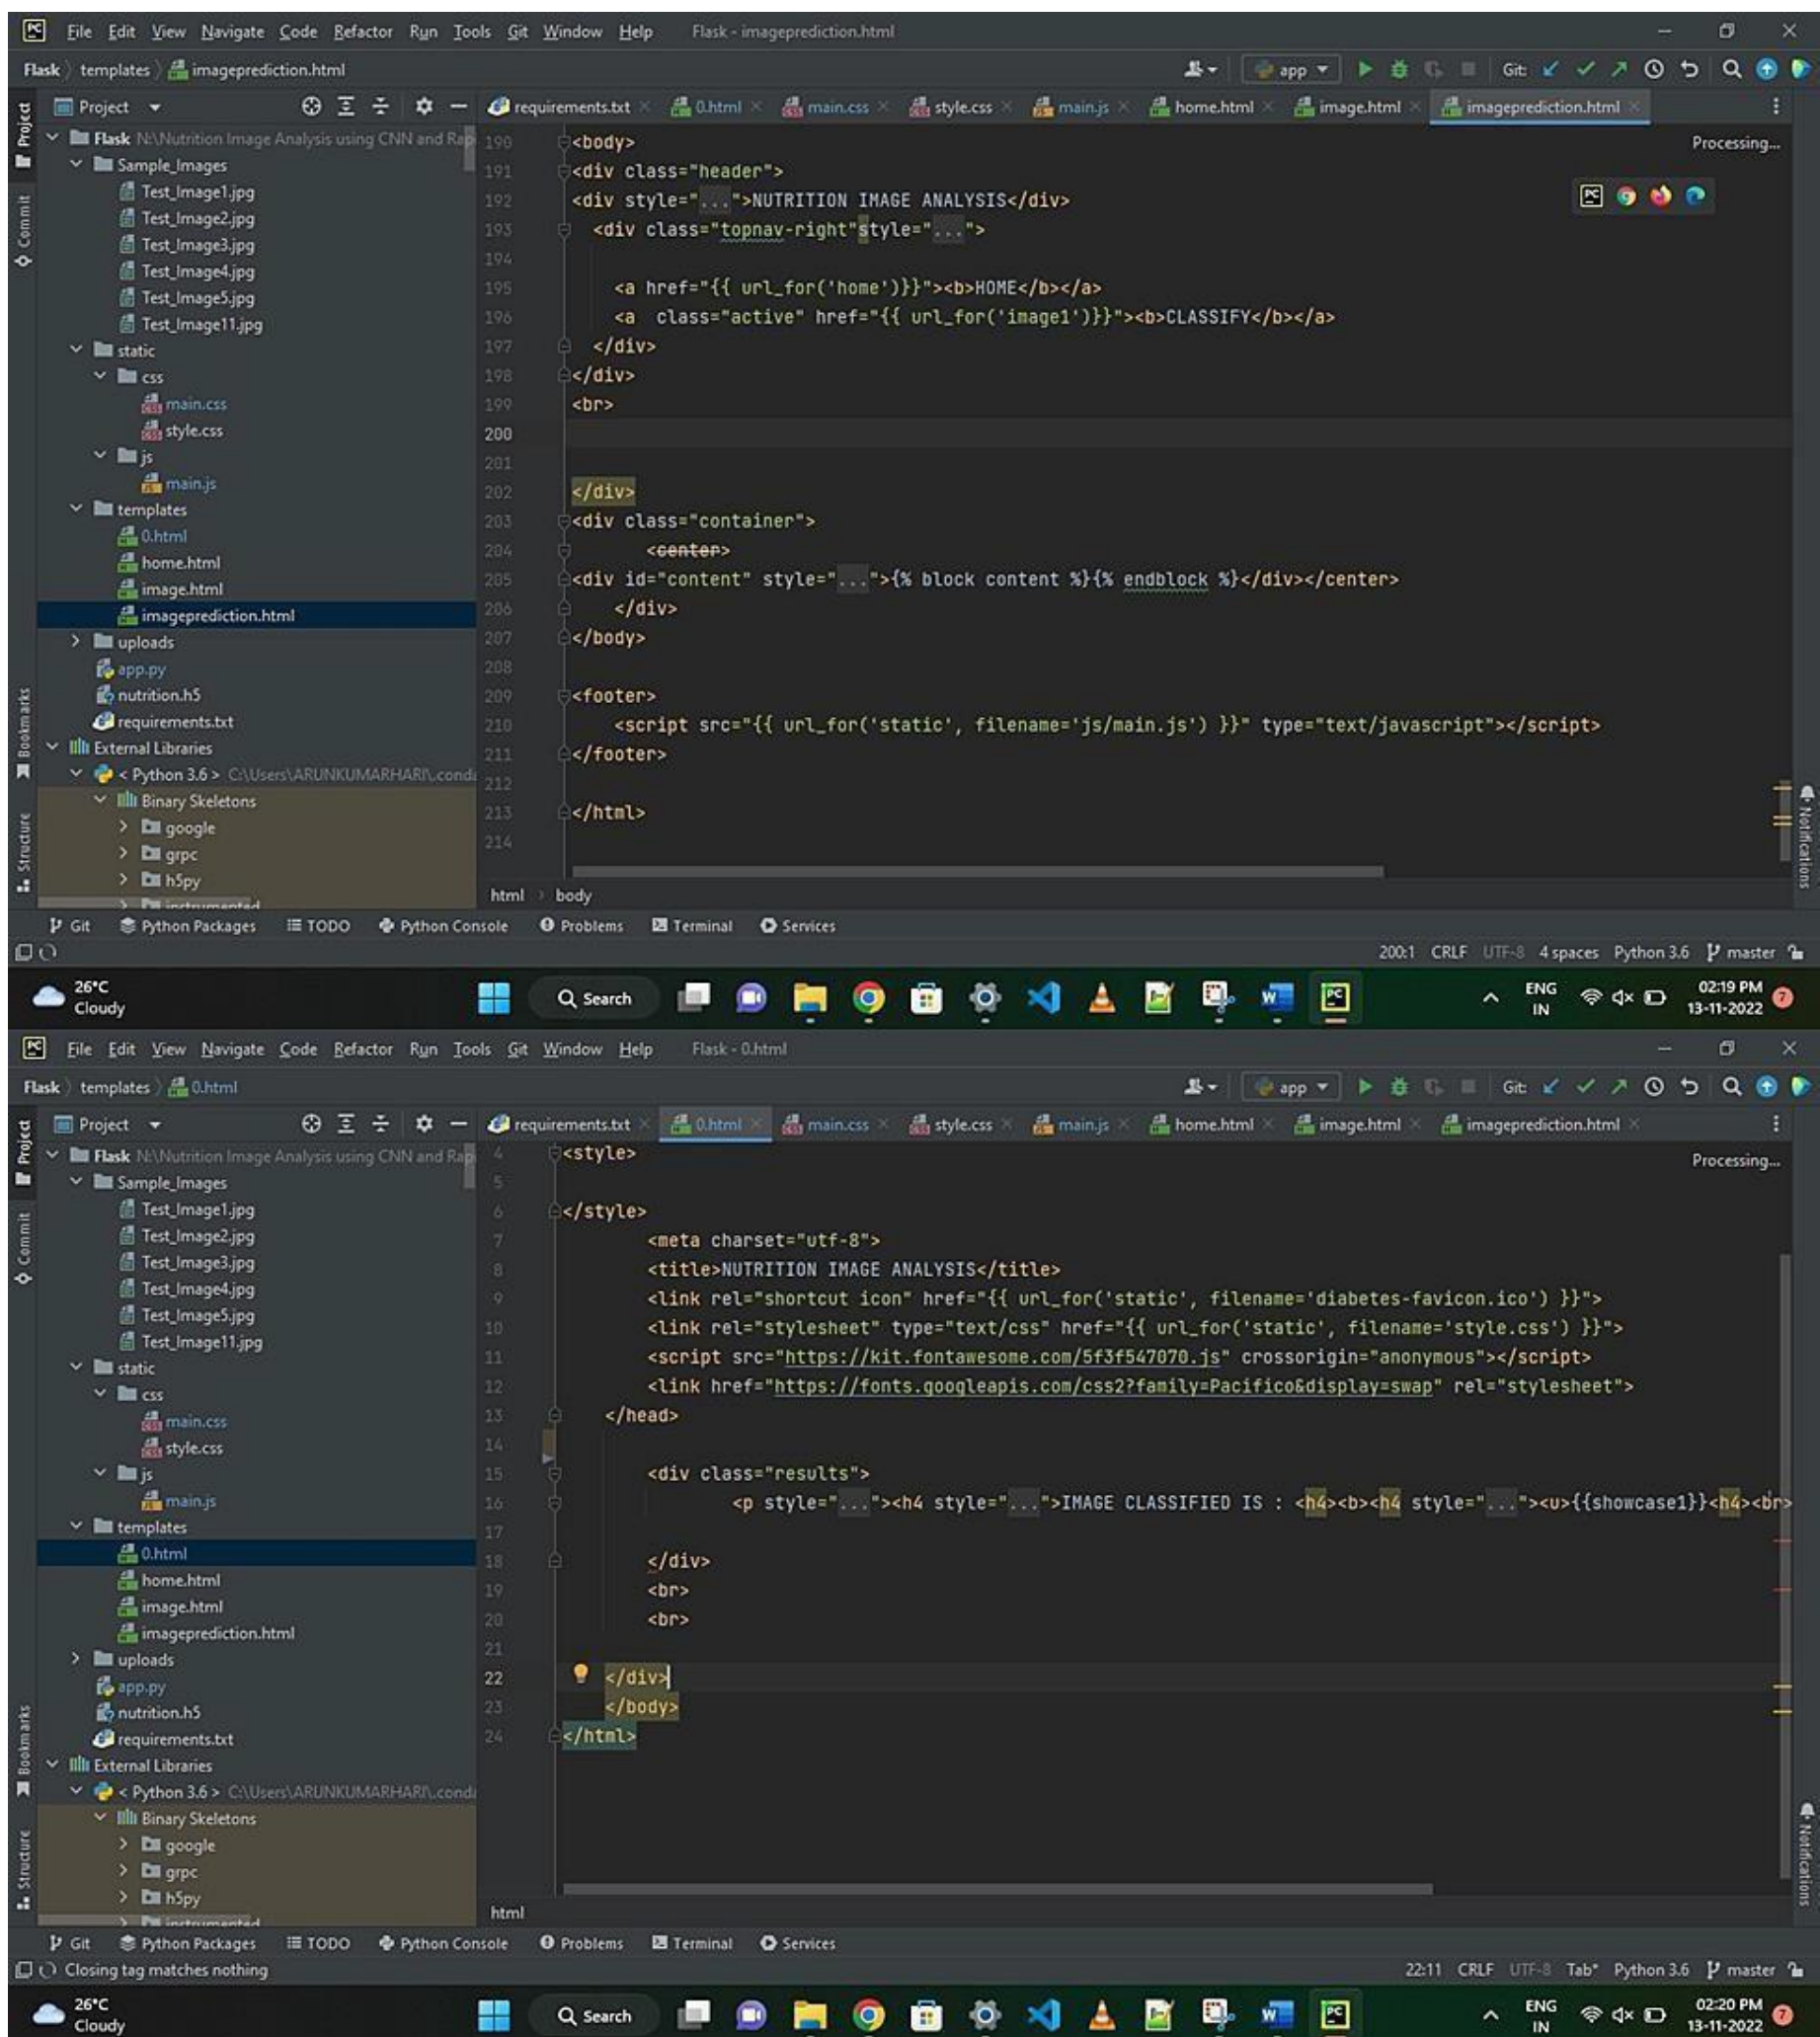 File Edit View Navigate Code Refactor Run Tools Git Window Help Flask - imageprediction.html
Flask templates imageprediction.html app Git:
Project requirements.txt 0.html main.css style.css main.js home.html image.html imageprediction.html
Project
Commit
Bookmarks
Structure
Notifications
Flask N:\Nutrition Image Analysis using CNN and Rap
Sample_Images
Test_Image1.jpg
Test_Image2.jpg
Test_Image3.jpg
Test_Image4.jpg
Test_Image5.jpg
Test_Image11.jpg
static
css
main.css
style.css
js
main.js
templates
0.html
home.html
image.html
imageprediction.html
uploads
app.py
nutrition.h5
requirements.txt
External Libraries
< Python 3.6 > C:\Users\ARUNKUMARHARI\.conda
Binary Skeletons
google
grpc
h5py
instrumented
Processing...
190 <body>
191 <div class="header">
192 <div style="...">NUTRITION IMAGE ANALYSIS</div>
193 <div class="topnav-right"style="...">
194
195 <a href="{{ url_for('home')}}"><b>HOME</b></a>
196 <a  class="active" href="{{ url_for('image1')}}"><b>CLASSIFY</b></a>
197 </div>
198 </div>
199 <br>
200
201
202 </div>
203 <div class="container">
204 <center>
205 <div id="content" style="...">{% block content %}{% endblock %}</div></center>
206 </div>
207 </body>
208
209 <footer>
210 <script src="{{ url_for('static', filename='js/main.js') }}" type="text/javascript"></script>
211 </footer>
212
213 </html>
214
html body
Git Python Packages TODO Python Console Problems Terminal Services
200:1 CRLF UTF-8 4 spaces Python 3.6 master
26°C
Cloudy
Search
ENG
IN
02:19 PM
13-11-2022
7
File Edit View Navigate Code Refactor Run Tools Git Window Help Flask - 0.html
Flask templates 0.html app Git:
Project requirements.txt 0.html main.css style.css main.js home.html image.html imageprediction.html
Project
Commit
Bookmarks
Structure
Notifications
Flask N:\Nutrition Image Analysis using CNN and Rap
Sample_Images
Test_Image1.jpg
Test_Image2.jpg
Test_Image3.jpg
Test_Image4.jpg
Test_Image5.jpg
Test_Image11.jpg
static
css
main.css
style.css
js
main.js
templates
0.html
home.html
image.html
imageprediction.html
uploads
app.py
nutrition.h5
requirements.txt
External Libraries
< Python 3.6 > C:\Users\ARUNKUMARHARI\.conda
Binary Skeletons
google
grpc
h5py
instrumented
Processing...
4 <style>
5
6 </style>
7 <meta charset="utf-8">
8 <title>NUTRITION IMAGE ANALYSIS</title>
9 <link rel="shortcut icon" href="{{ url_for('static', filename='diabetes-favicon.ico') }}">
10 <link rel="stylesheet" type="text/css" href="{{ url_for('static', filename='style.css') }}">
11 <script src="https://kit.fontawesome.com/5f3f547070.js" crossorigin="anonymous"></script>
12 <link href="https://fonts.googleapis.com/css2?family=Pacifico&display=swap" rel="stylesheet">
13 </head>
14
15 <div class="results">
16 <p style="..."><h4 style="...">IMAGE CLASSIFIED IS : <h4><b><h4 style="..."><u>{{showcase1}}<h4><br>
17
18 </div>
19 <br>
20 <br>
21
22 </div>
23 </body>
24 </html>
html
Git Python Packages TODO Python Console Problems Terminal Services
Closing tag matches nothing 22:11 CRLF UTF-8 Tab* Python 3.6 master
26°C
Cloudy
Search
ENG
IN
02:20 PM
13-11-2022
7